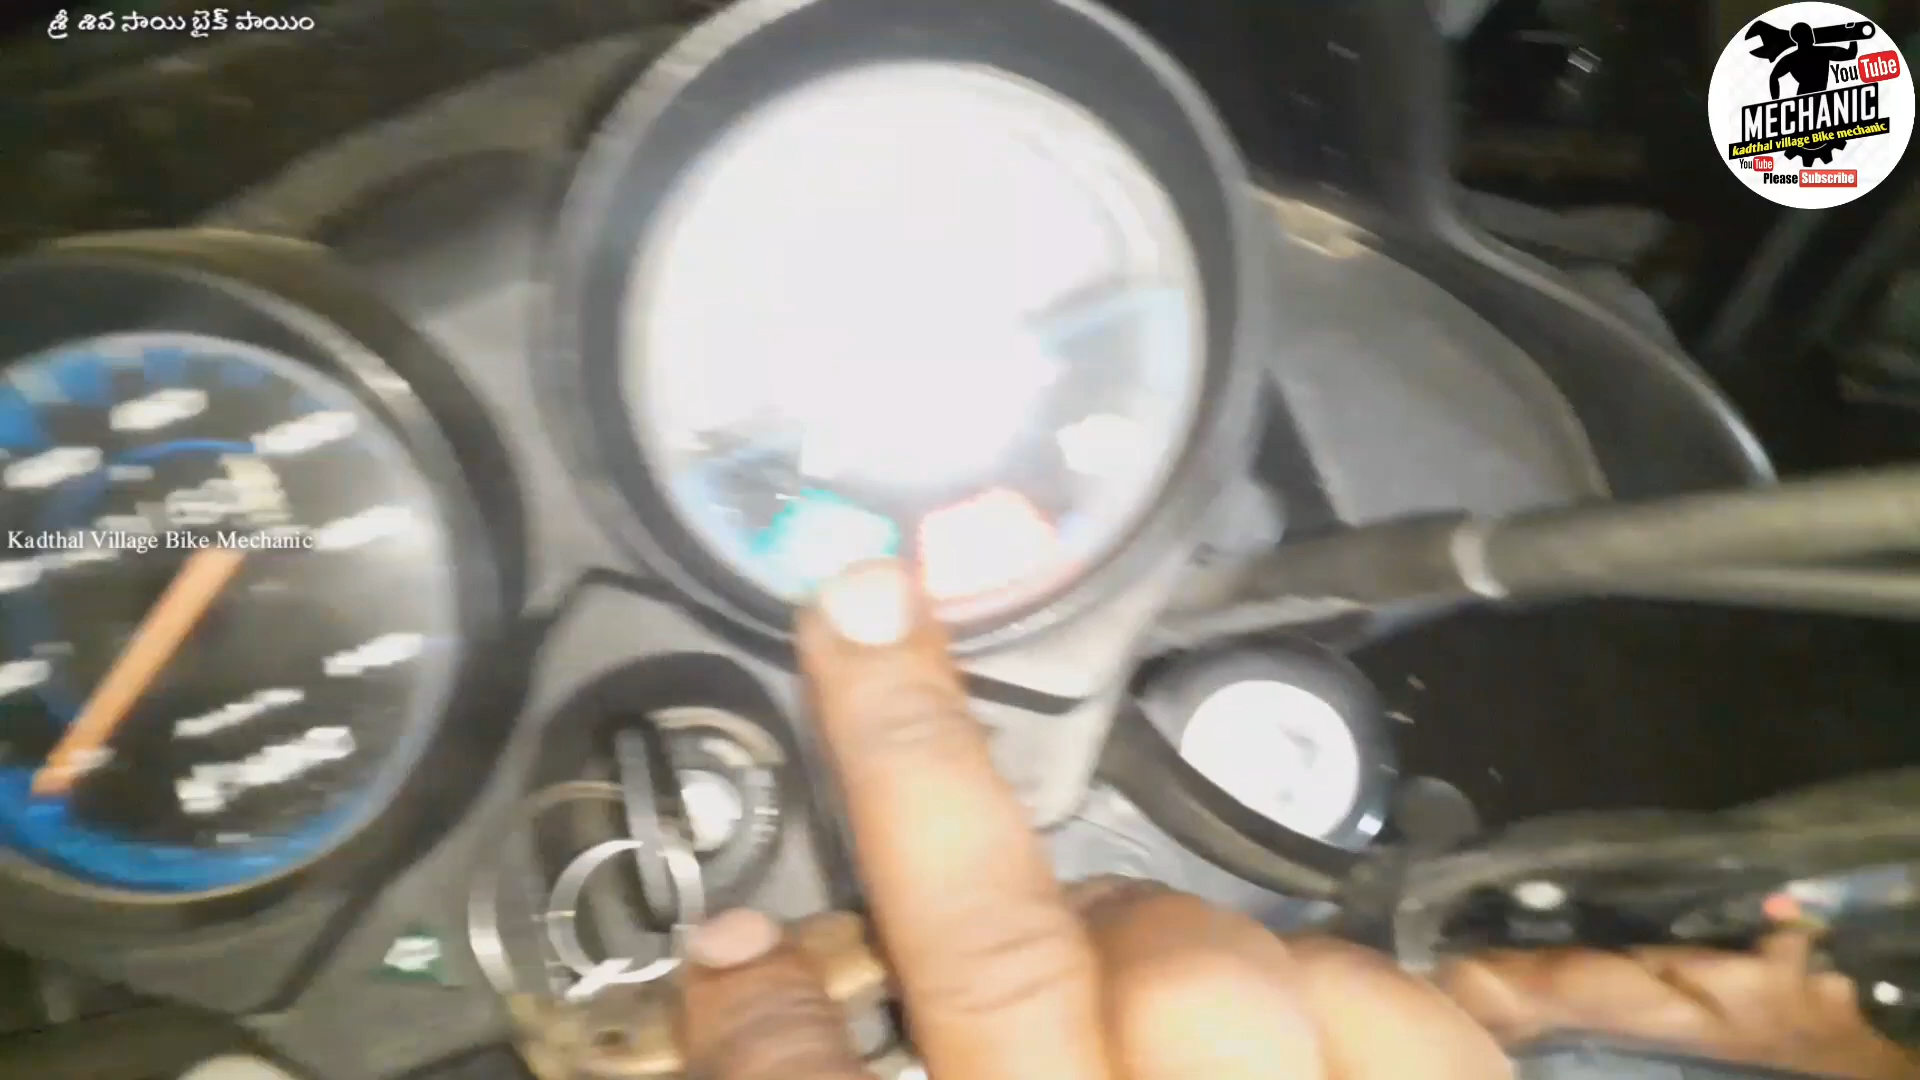 శ్రీ శివ సాయి బైక్ పాయిం
YouTube
MECHANIC
kadthal village Bike mechanic
YouTube
Please Subscribe
Kadthal Village Bike Mechanic